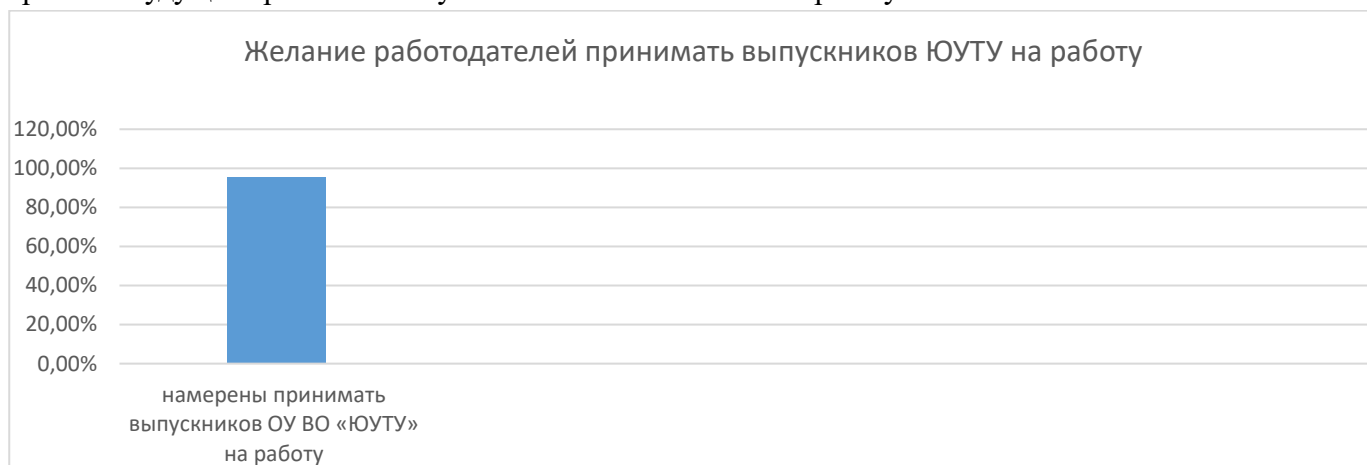 Желание работодателей принимать выпускников ЮУТУ на работу
120,00%
100,00%
80,00%
60,00%
40,00%
20,00%
0,00%
намерены принимать
выпускников ОУ ВО «ЮУТУ»
на работу